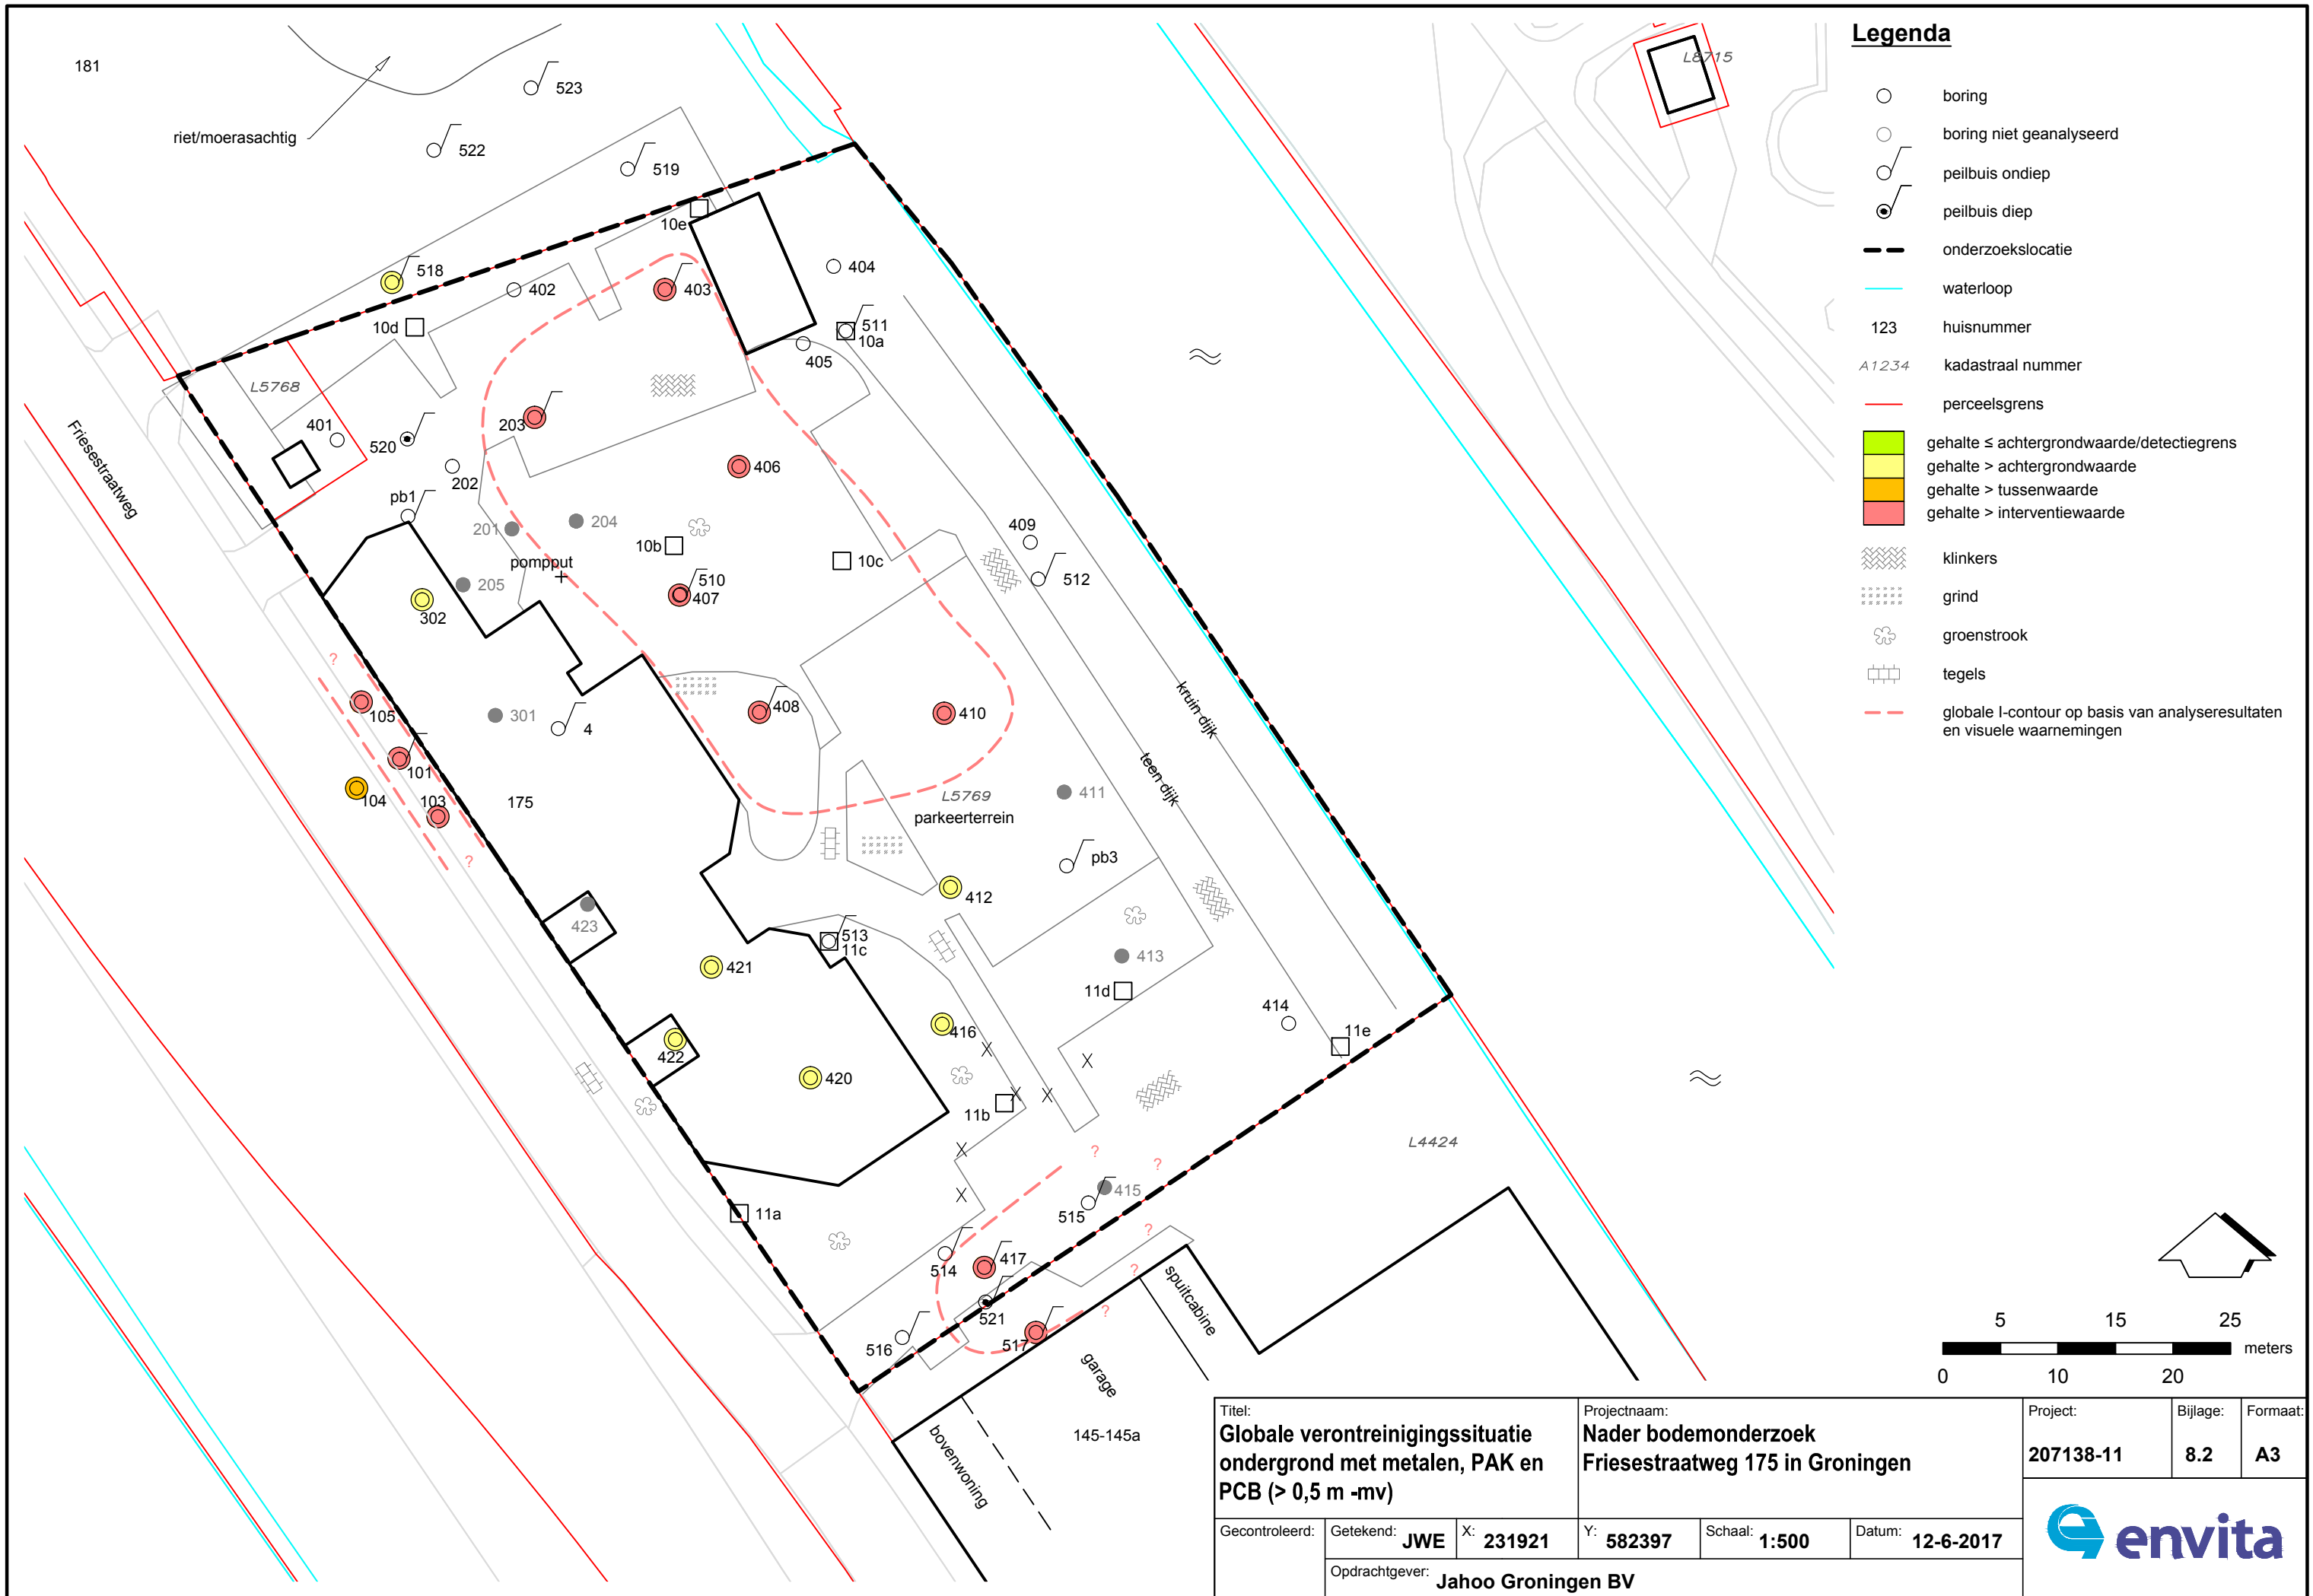 181
riet/moerasachtig
523
522
519
10e
518
402
403
404
10d
511
10a
405
L5768
401
520
203
202
406
pb1
Friesestraatweg
201
204
409
10b
10c
pompput
512
205
510
407
302
?
105
301
4
408
410
kruin dijk
101
teen dijk
104
103
175
L5769
parkeerterrein
411
?
pb3
412
423
513
11c
421
413
11d
414
11e
416
X
X
422
420
X
X
11b
X
?
L4424
?
X
11a
415
515
?
514
417
?
521
spuitcabine
?
516
517
garage
145-145a
bovenwoning
L8715
Legenda
boring
boring niet geanalyseerd
peilbuis ondiep
peilbuis diep
onderzoekslocatie
waterloop
123 huisnummer
A1234 kadastraal nummer
perceelsgrens
gehalte ≤ achtergrondwaarde/detectiegrens
gehalte > achtergrondwaarde
gehalte > tussenwaarde
gehalte > interventiewaarde
klinkers
grind
groenstrook
tegels
globale I-contour op basis van analyseresultaten
en visuele waarnemingen
5 15 25
meters
0 10 20
Titel:
Globale verontreinigingssituatie
ondergrond met metalen, PAK en
PCB (> 0,5 m -mv)
Projectnaam:
Nader bodemonderzoek
Friesestraatweg 175 in Groningen
Project:
207138-11
Bijlage:
8.2
Formaat:
A3
Gecontroleerd:
Getekend: JWE
X: 231921
Y: 582397
Schaal: 1:500
Datum: 12-6-2017
Opdrachtgever: Jahoo Groningen BV
envita